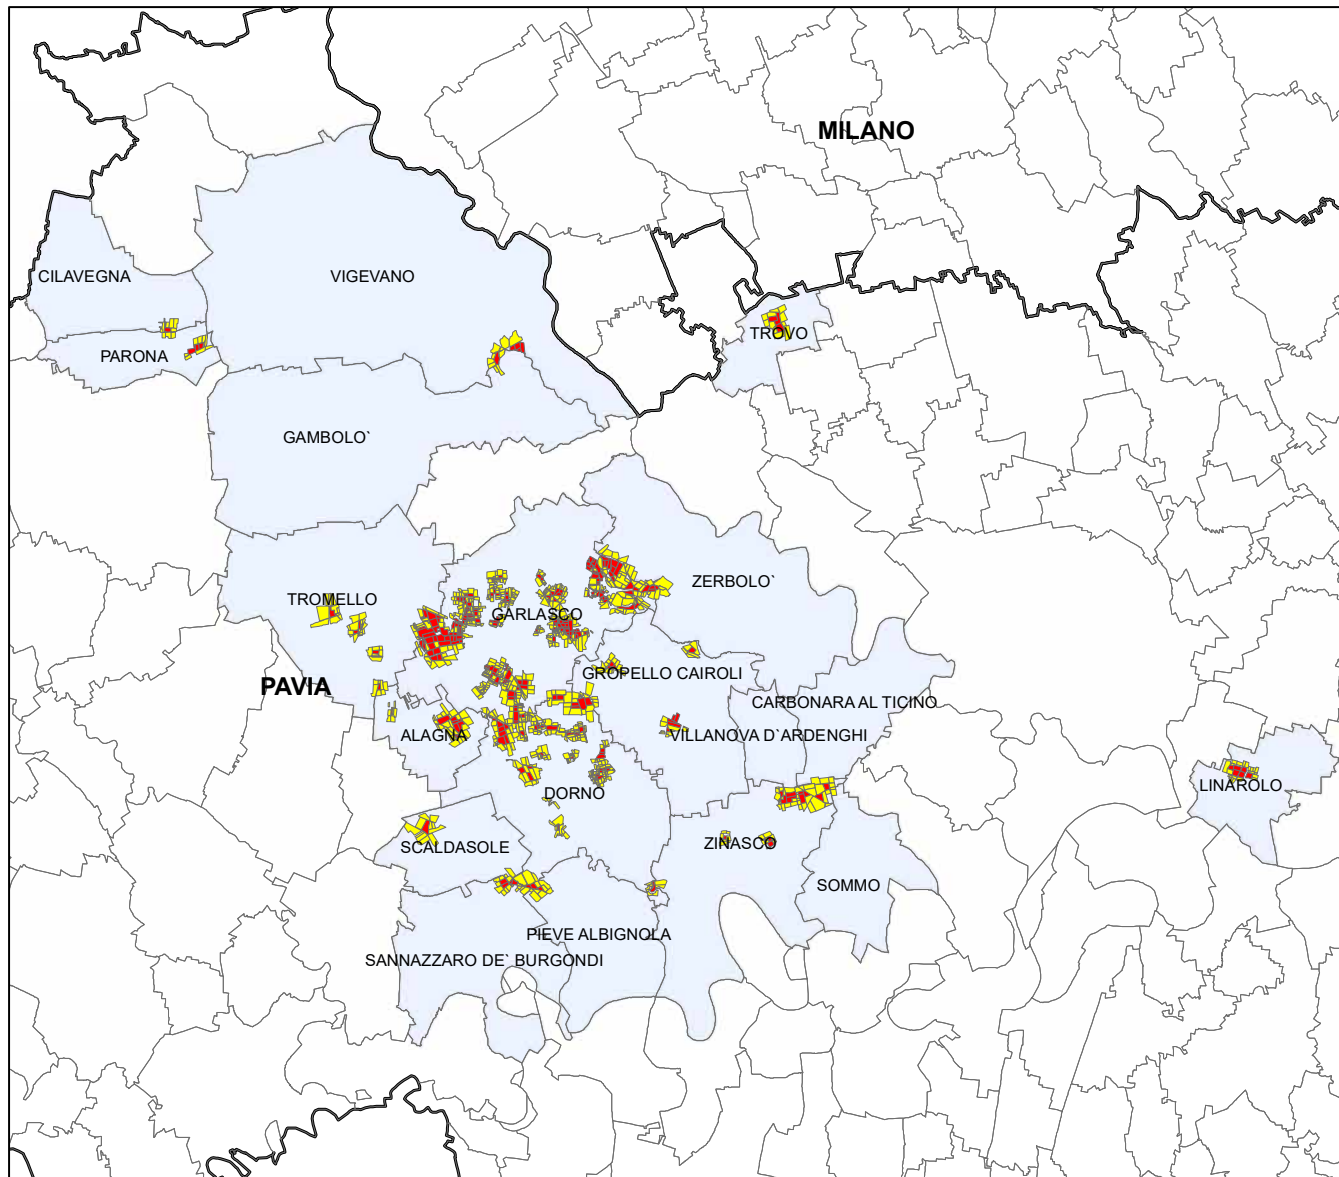 MILANO
CILAVEGNA
VIGEVANO
TROVO
PARONA
GAMBOLO`
ZERBOLO`
TROMELLO
GARLASCO
GROPELLO CAIROLI
PAVIA
CARBONARA AL TICINO
ALAGNA
VILLANOVA D`ARDENGHI
LINAROLO
DORNO
SCALDASOLE
ZINASCO
SOMMO
PIEVE ALBIGNOLA
SANNAZZARO DE` BURGONDI